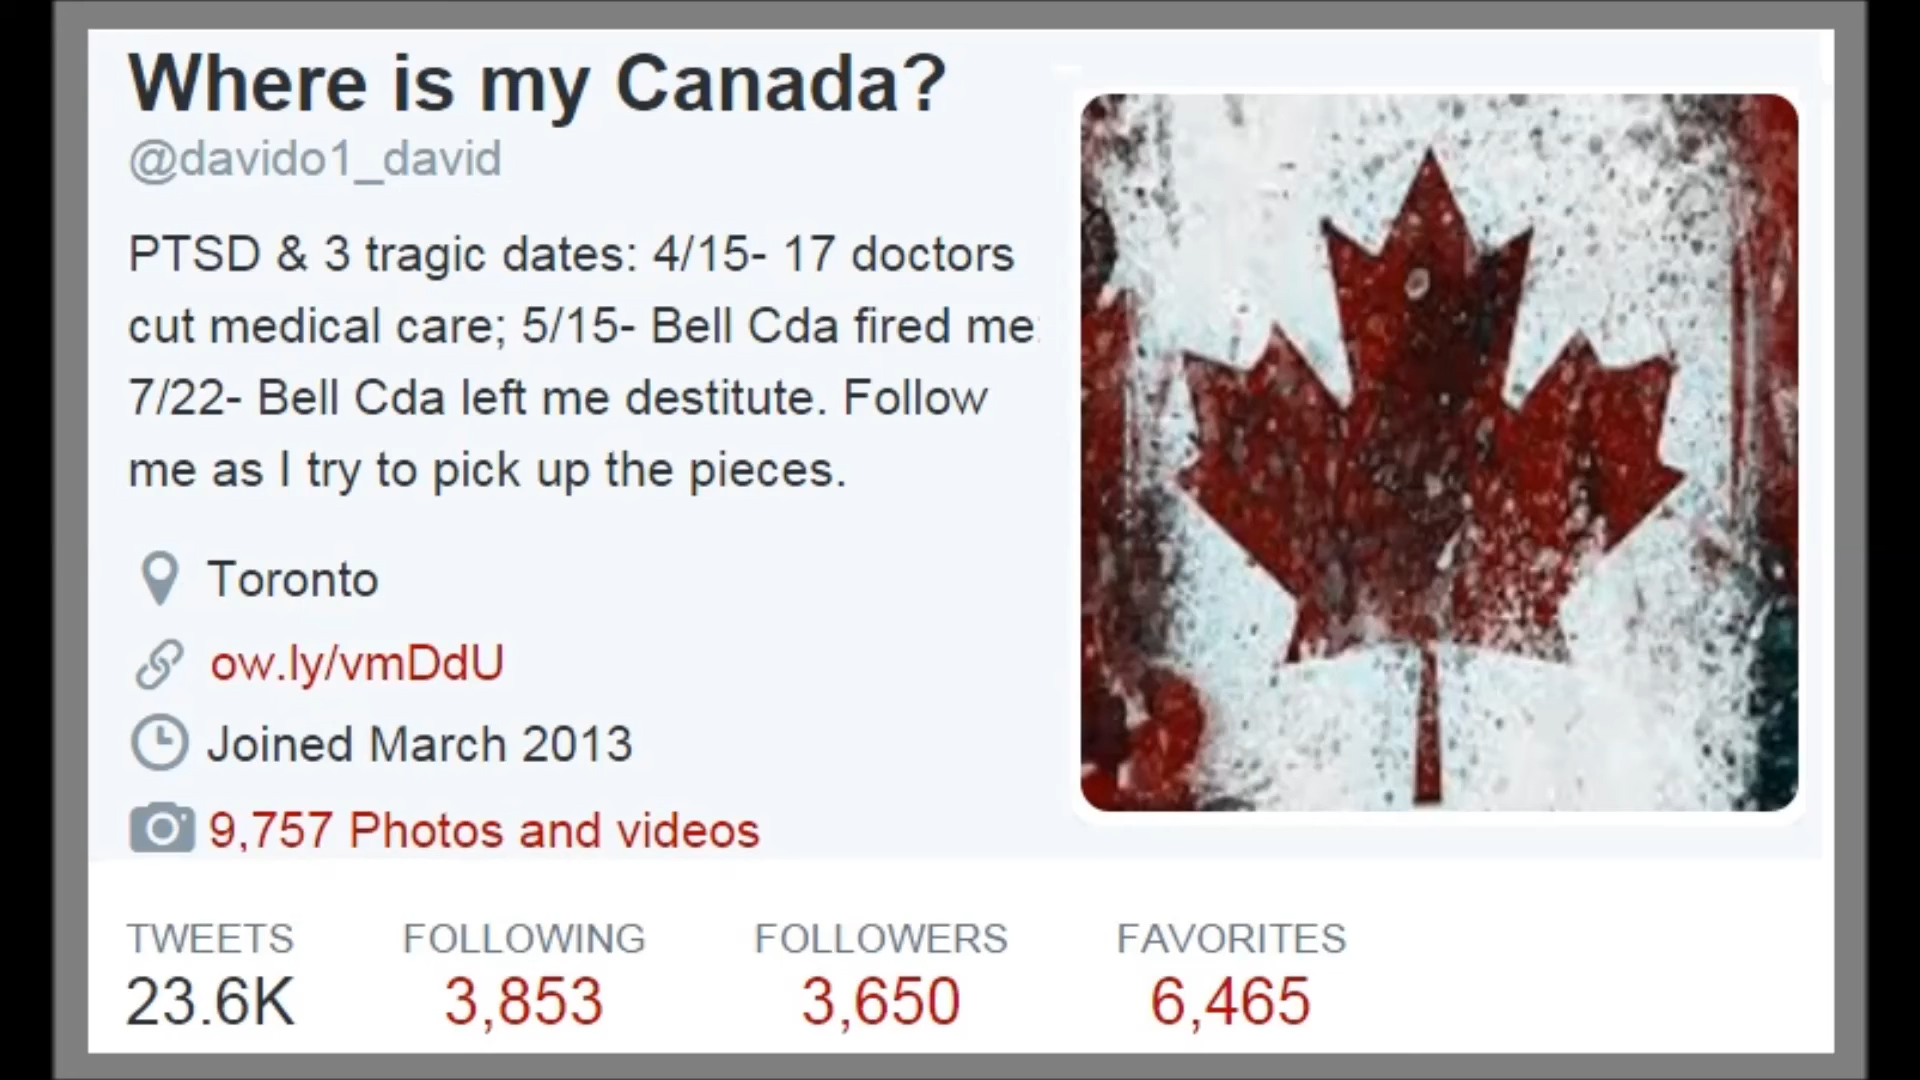 Where is my Canada?
@davido1_david
PTSD & 3 tragic dates: 4/15- 17 doctors
cut medical care; 5/15- Bell Cda fired me:
7/22- Bell Cda left me destitute. Follow
me as I try to pick up the pieces.
Toronto
ow.ly/vmDdU
Joined March 2013
9,757 Photos and videos
TWEETS FOLLOWING FOLLOWERS FAVORITES
23.6K 3,853 3,650 6,465